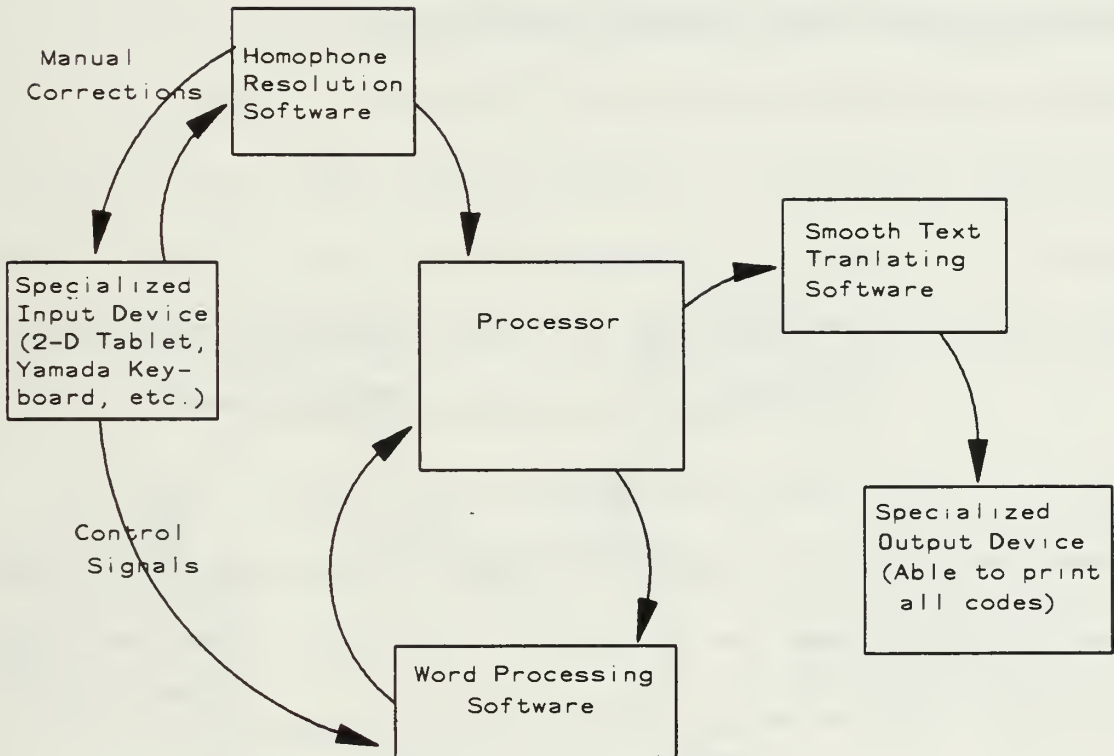 Manual
Corrections
Homophone
Resolution
Software
Specialized
Input Device
(2-D Tablet,
Yamada Key-
board, etc.)
Processor
Smooth Text
Tranlating
Software
Control
Signals
Specialized
Output Device
(Able to print
all codes)
Word Processing
Software